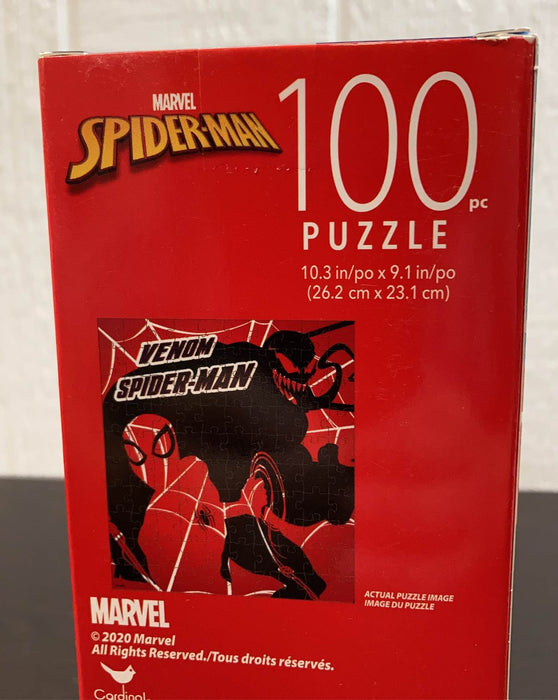 MARVEL
SPIDER-MAN
100 pc
PUZZLE
10.3 in/po x 9.1 in/po
(26.2 cm x 23.1 cm)
VENOM
SPIDER-MAN
ACTUAL PUZZLE IMAGE
IMAGE DU PUZZLE
MARVEL
© 2020 Marvel
All Rights Reserved./Tous droits réservés.
Cardinal